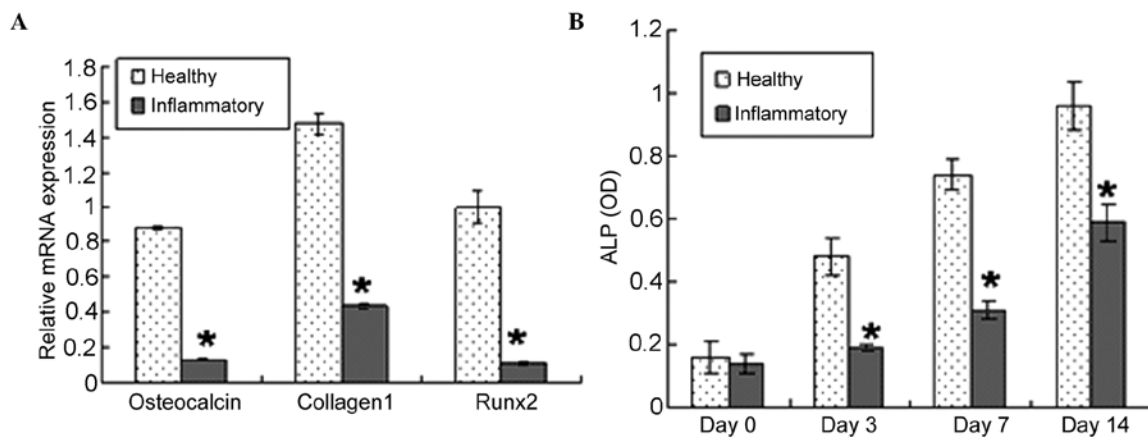 A
Relative mRNA expression
1.8
1.6
1.4
1.2
1
0.8
0.6
0.4
0.2
0
Healthy
Inflammatory
*
*
*
Osteocalcin
Collagen1
Runx2
B
ALP (OD)
1.2
1
0.8
0.6
0.4
0.2
0
Healthy
Inflammatory
*
*
*
Day 0
Day 3
Day 7
Day 14